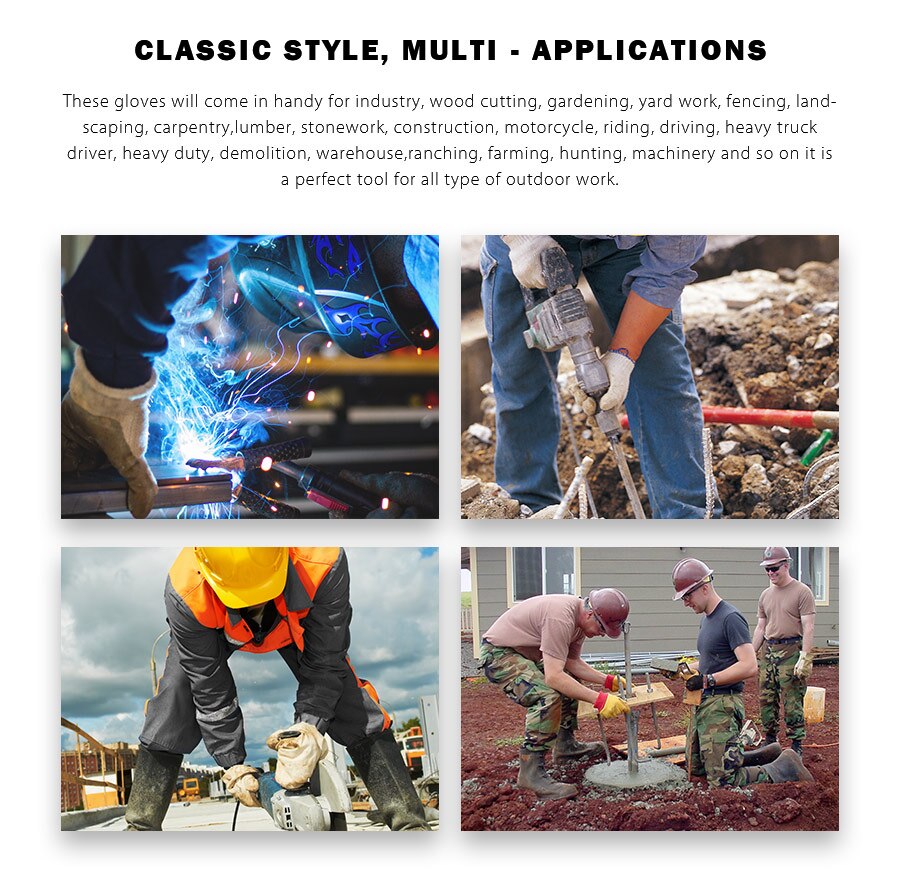 CLASSIC STYLE, MULTI - APPLICATIONS
These gloves will come in handy for industry, wood cutting, gardening, yard work, fencing, land-
scaping, carpentry,lumber, stonework, construction, motorcycle, riding, driving, heavy truck
driver, heavy duty, demolition, warehouse,ranching, farming, hunting, machinery and so on it is
a perfect tool for all type of outdoor work.